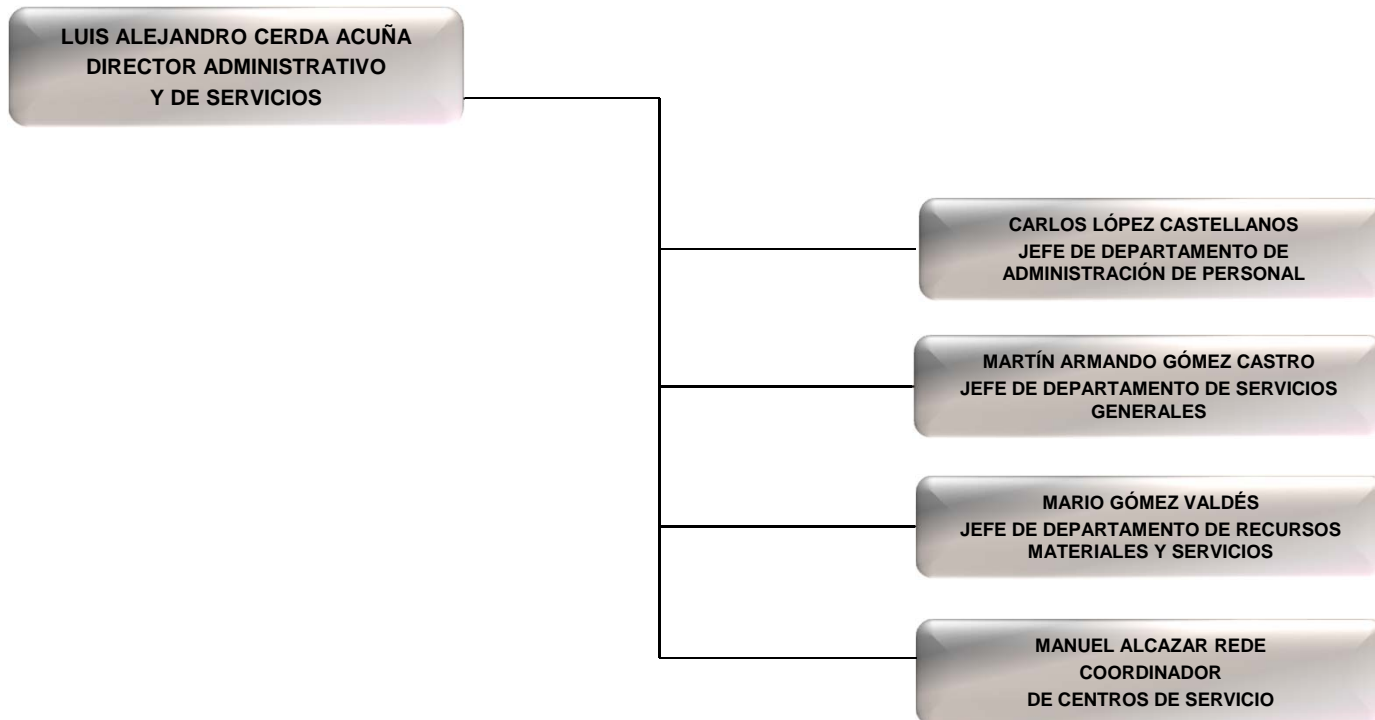 LUIS ALEJANDRO CERDA ACUÑA
DIRECTOR ADMINISTRATIVO
Y DE SERVICIOS
CARLOS LÓPEZ CASTELLANOS
JEFE DE DEPARTAMENTO DE
ADMINISTRACIÓN DE PERSONAL
MARTÍN ARMANDO GÓMEZ CASTRO
JEFE DE DEPARTAMENTO DE SERVICIOS
GENERALES
MARIO GÓMEZ VALDÉS
JEFE DE DEPARTAMENTO DE RECURSOS
MATERIALES Y SERVICIOS
MANUEL ALCAZAR REDE
COORDINADOR
DE CENTROS DE SERVICIO